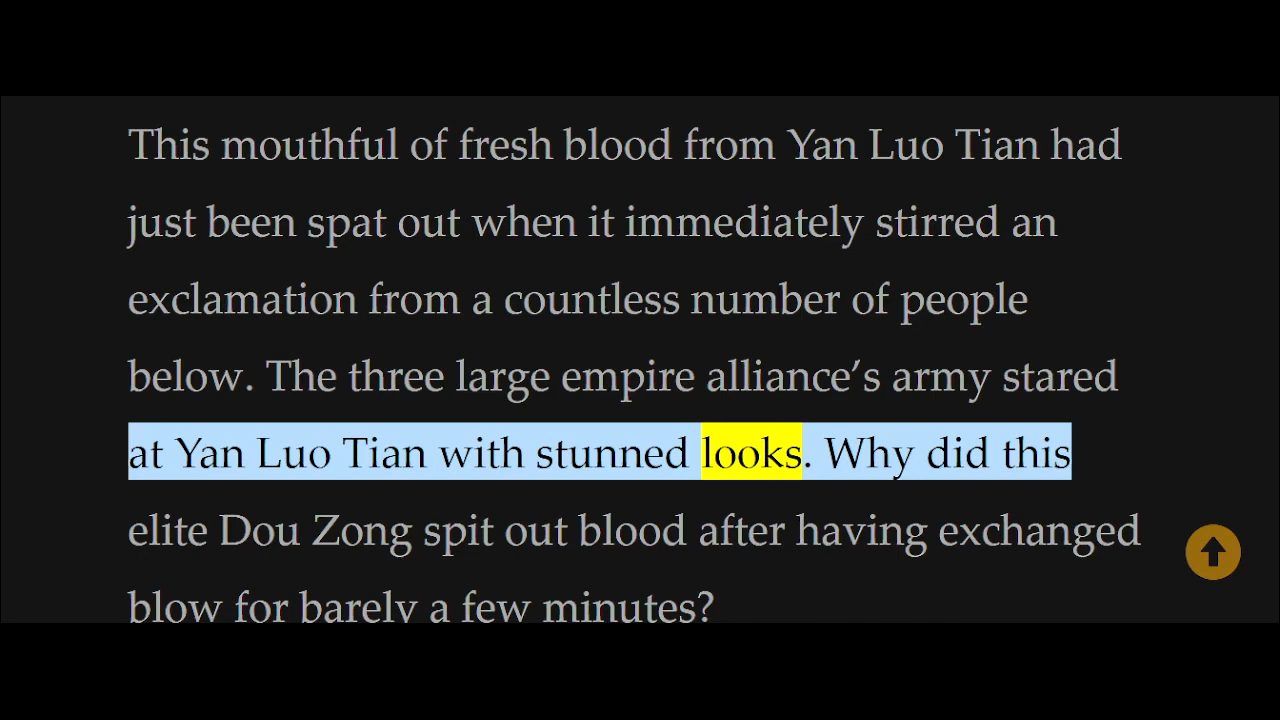 This mouthful of fresh blood from Yan Luo Tian had
just been spat out when it immediately stirred an
exclamation from a countless number of people
below. The three large empire alliance’s army stared
at Yan Luo Tian with stunned looks. Why did this
elite Dou Zong spit out blood after having exchanged
blow for barely a few minutes?